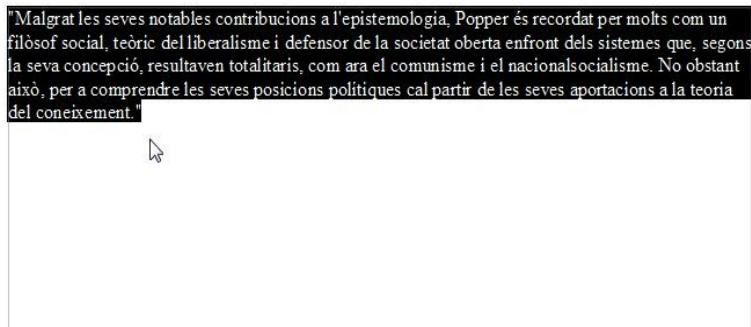 "Malgrat les seves notables contribucions a l'epistemologia, Popper és recordat per molts com un
filòsof social, teòric del liberalisme i defensor de la societat oberta enfront dels sistemes que, segons
la seva concepció, resultaven totalitaris, com ara el comunisme i el nacionalsocialisme. No obstant
això, per a comprendre les seves posicions polítiques cal partir de les seves aportacions a la teoria
del coneixement."